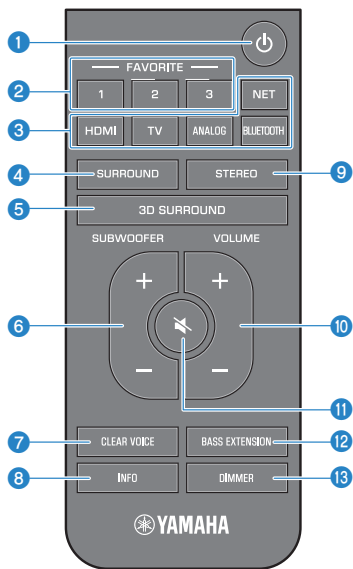 1
FAVORITE
2
1 2 3 NET
3
HDMI TV ANALOG BLUETOOTH
4
SURROUND STEREO
9
5
3D SURROUND
SUBWOOFER VOLUME
+ +
6
10
− −
11
7
CLEAR VOICE BASS EXTENSION
12
8
INFO DIMMER
13
YAMAHA